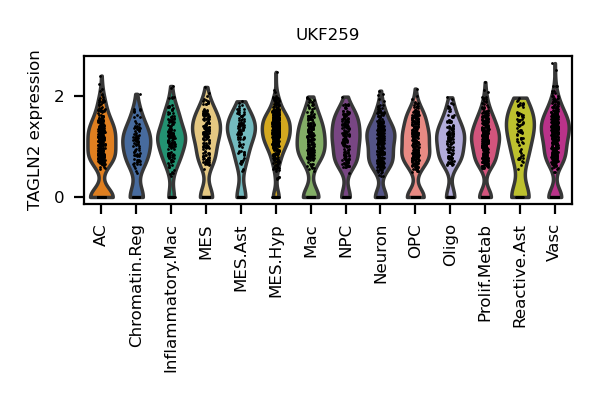 UKF259
TAGLN2 expression
2
0
AC
Chromatin.Reg
Inflammatory.Mac
MES
MES.Ast
MES.Hyp
Mac
NPC
Neuron
OPC
Oligo
Prolif.Metab
Reactive.Ast
Vasc